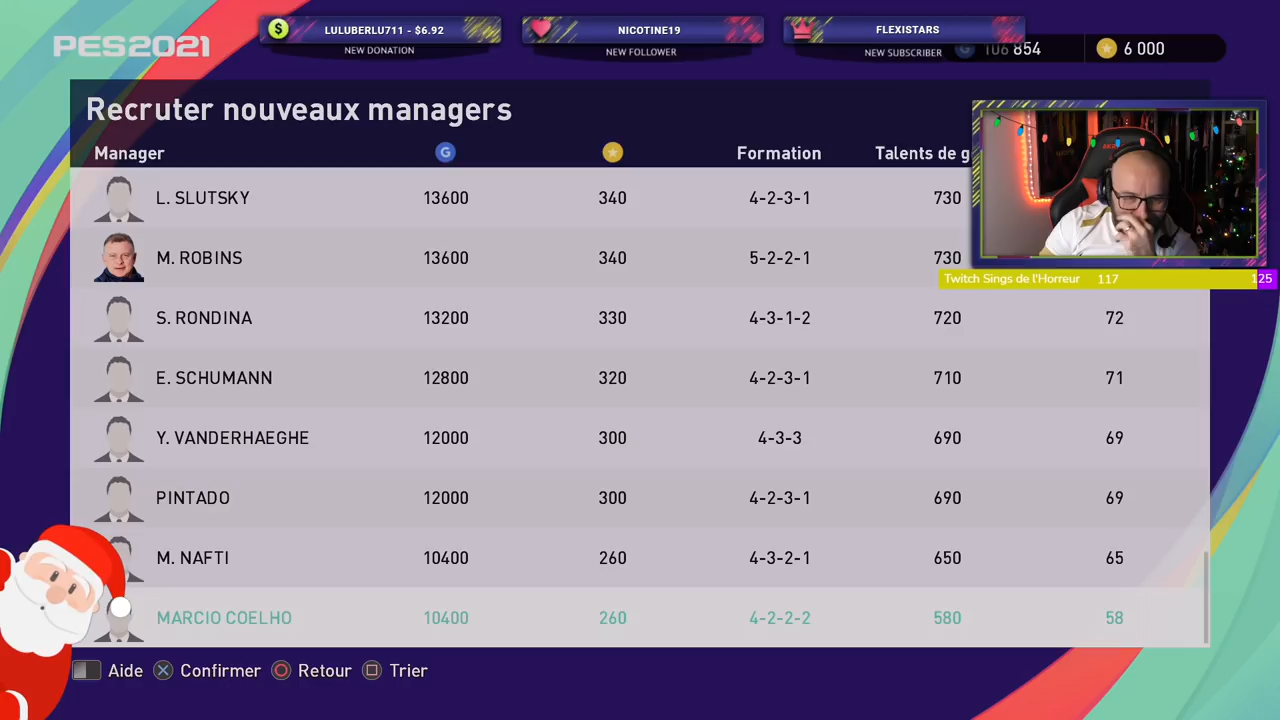 PES2021
LULUBERLU711 - $6.92
NEW DONATION
NICOTINE19
NEW FOLLOWER
FLEXISTARS
NEW SUBSCRIBER
G 106 854
6 000
Recruter nouveaux managers
Manager G Formation Talents de g
L. SLUTSKY 13600 340 4-2-3-1 730
M. ROBINS 13600 340 5-2-2-1 730
Twitch Sings de l'Horreur 117 125
S. RONDINA 13200 330 4-3-1-2 720 72
E. SCHUMANN 12800 320 4-2-3-1 710 71
Y. VANDERHAEGHE 12000 300 4-3-3 690 69
PINTADO 12000 300 4-2-3-1 690 69
M. NAFTI 10400 260 4-3-2-1 650 65
MARCIO COELHO 10400 260 4-2-2-2 580 58
Aide Confirmer Retour Trier